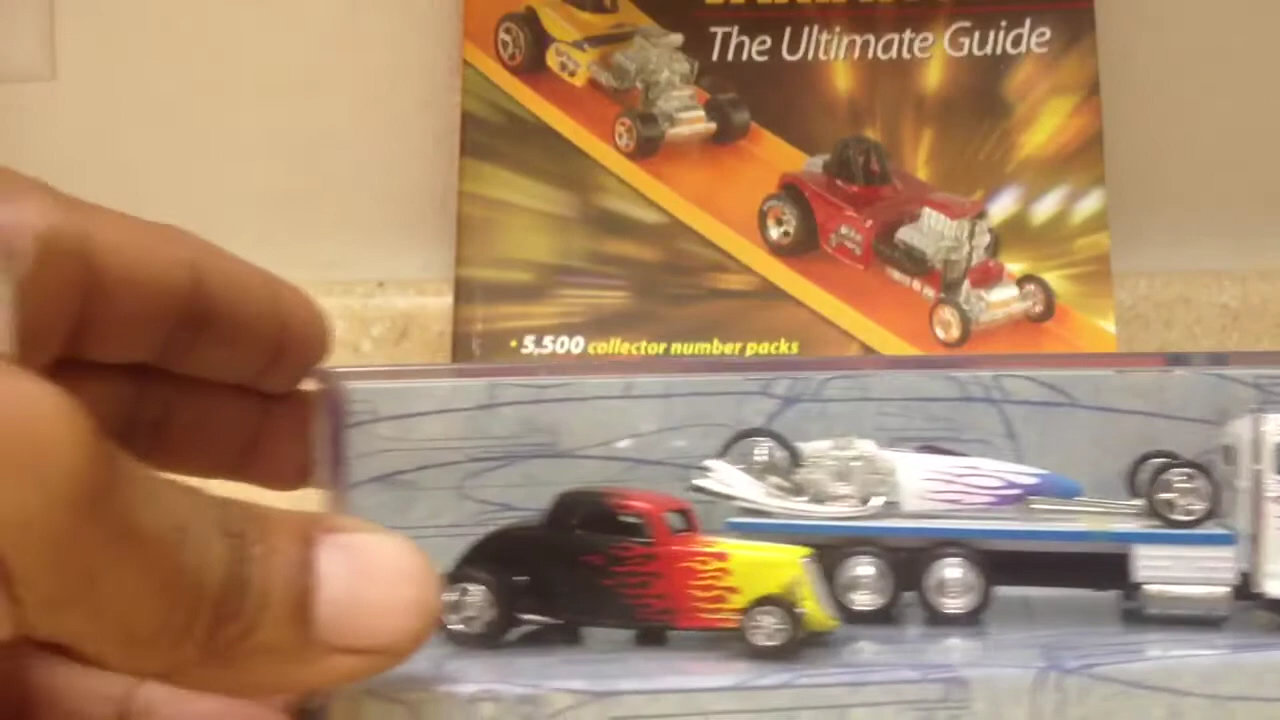 The Ultimate Guide
• 5,500 collector number packs